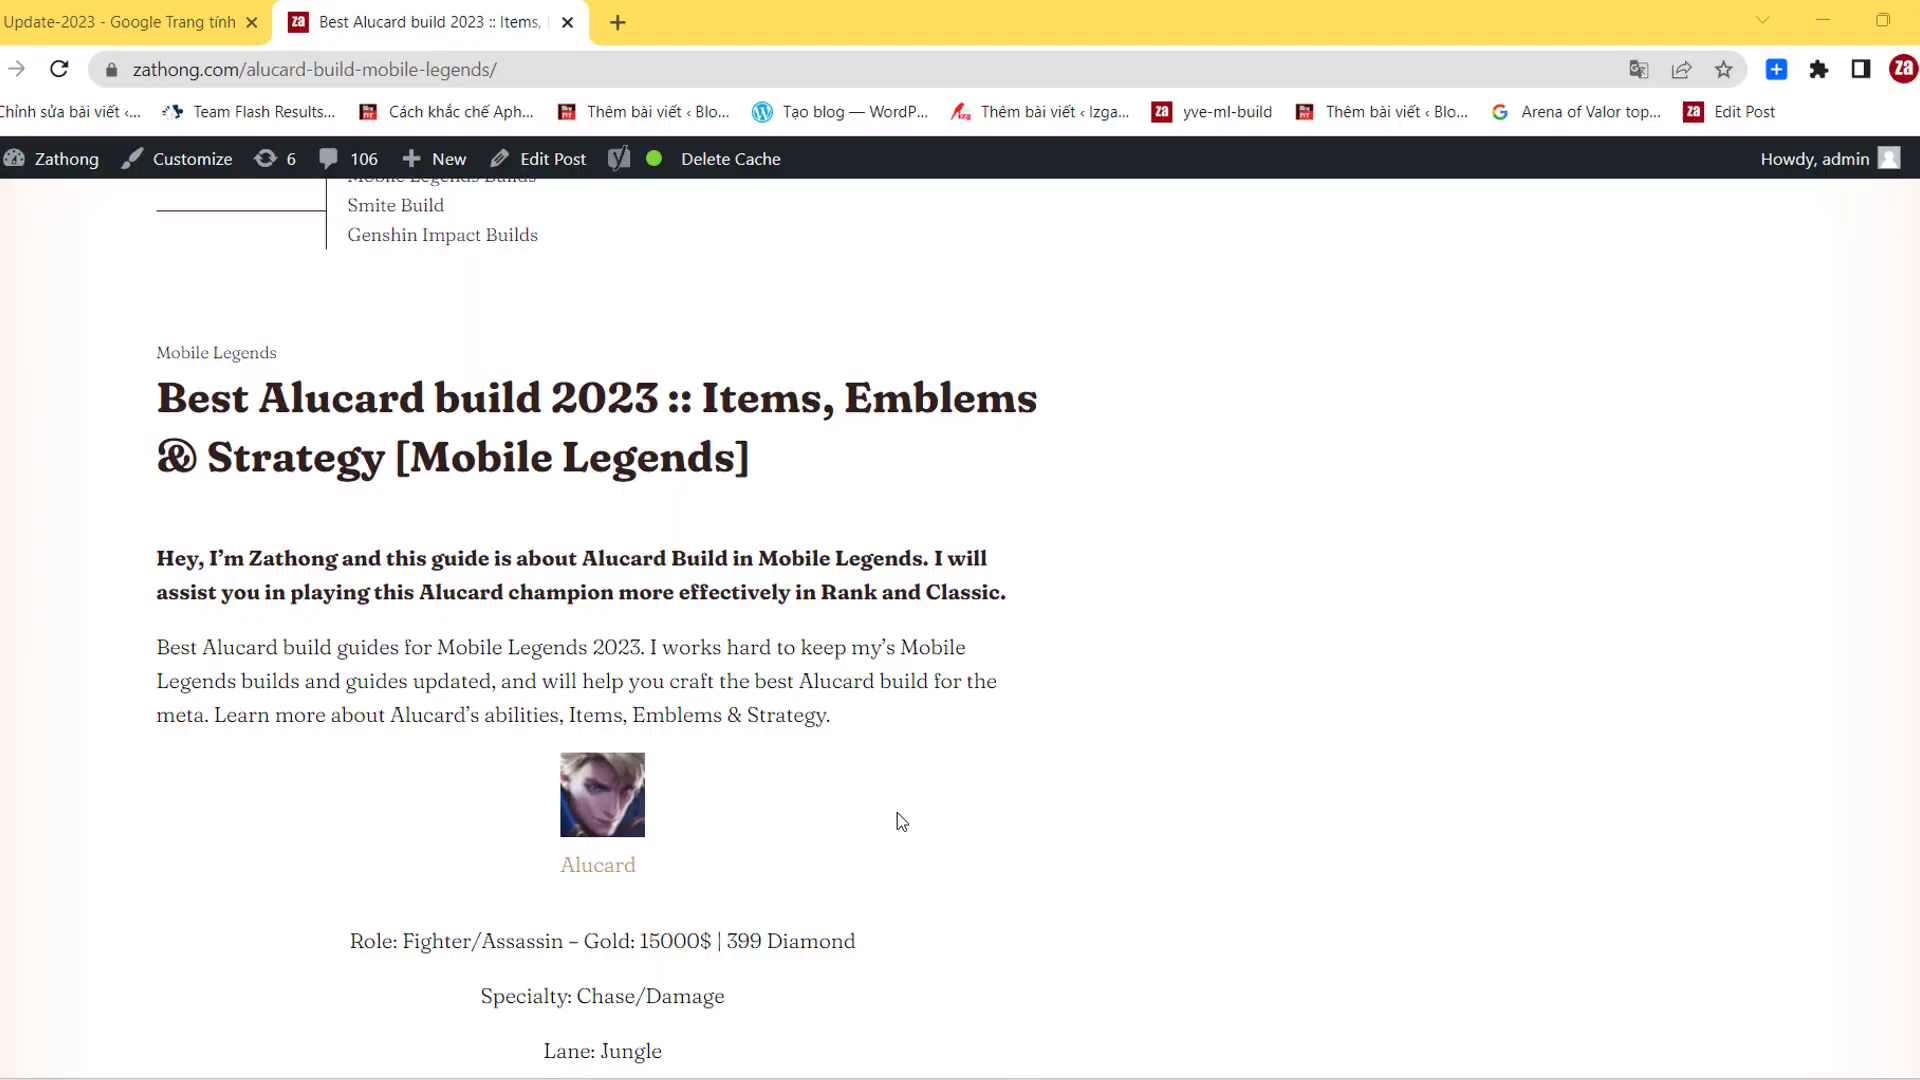 Update-2023 - Google Trang tính
za Best Alucard build 2023 :: Items,
zathong.com/alucard-build-mobile-legends/
za
Chỉnh sửa bài viết ‹... Team Flash Results... Cách khắc chế Aph... Thêm bài viết ‹ Blo... Tạo blog — WordP... Thêm bài viết ‹ Izga... za yve-ml-build Thêm bài viết ‹ Blo... Arena of Valor top... za Edit Post
Zathong Customize 6 106 New Edit Post Delete Cache Howdy, admin
Mobile Legends Builds
Smite Build
Genshin Impact Builds
Mobile Legends
Best Alucard build 2023 :: Items, Emblems
& Strategy [Mobile Legends]
Hey, I’m Zathong and this guide is about Alucard Build in Mobile Legends. I will
assist you in playing this Alucard champion more effectively in Rank and Classic.
Best Alucard build guides for Mobile Legends 2023. I works hard to keep my’s Mobile
Legends builds and guides updated, and will help you craft the best Alucard build for the
meta. Learn more about Alucard’s abilities, Items, Emblems & Strategy.
Alucard
Role: Fighter/Assassin – Gold: 15000$ | 399 Diamond
Specialty: Chase/Damage
Lane: Jungle